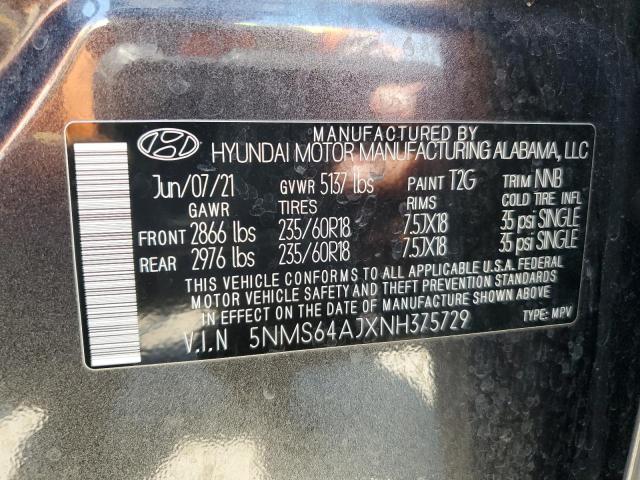 MANUFACTURED BY
HYUNDAI MOTOR MANUFACTURING ALABAMA, LLC
Jun/07/21 GVWR 5137 lbs PAINT T2G TRIM NNB
GAWR TIRES RIMS COLD TIRE INFL
FRONT 2866 lbs 235/60R18 7.5JX18 35 psi SINGLE
REAR 2976 lbs 235/60R18 7.5JX18 35 psi SINGLE
THIS VEHICLE CONFORMS TO ALL APPLICABLE U.S.A. FEDERAL
MOTOR VEHICLE SAFETY AND THEFT PREVENTION STANDARDS
IN EFFECT ON THE DATE OF MANUFACTURE SHOWN ABOVE.
V.I.N 5NMS64AJXNH375729 TYPE: MPV